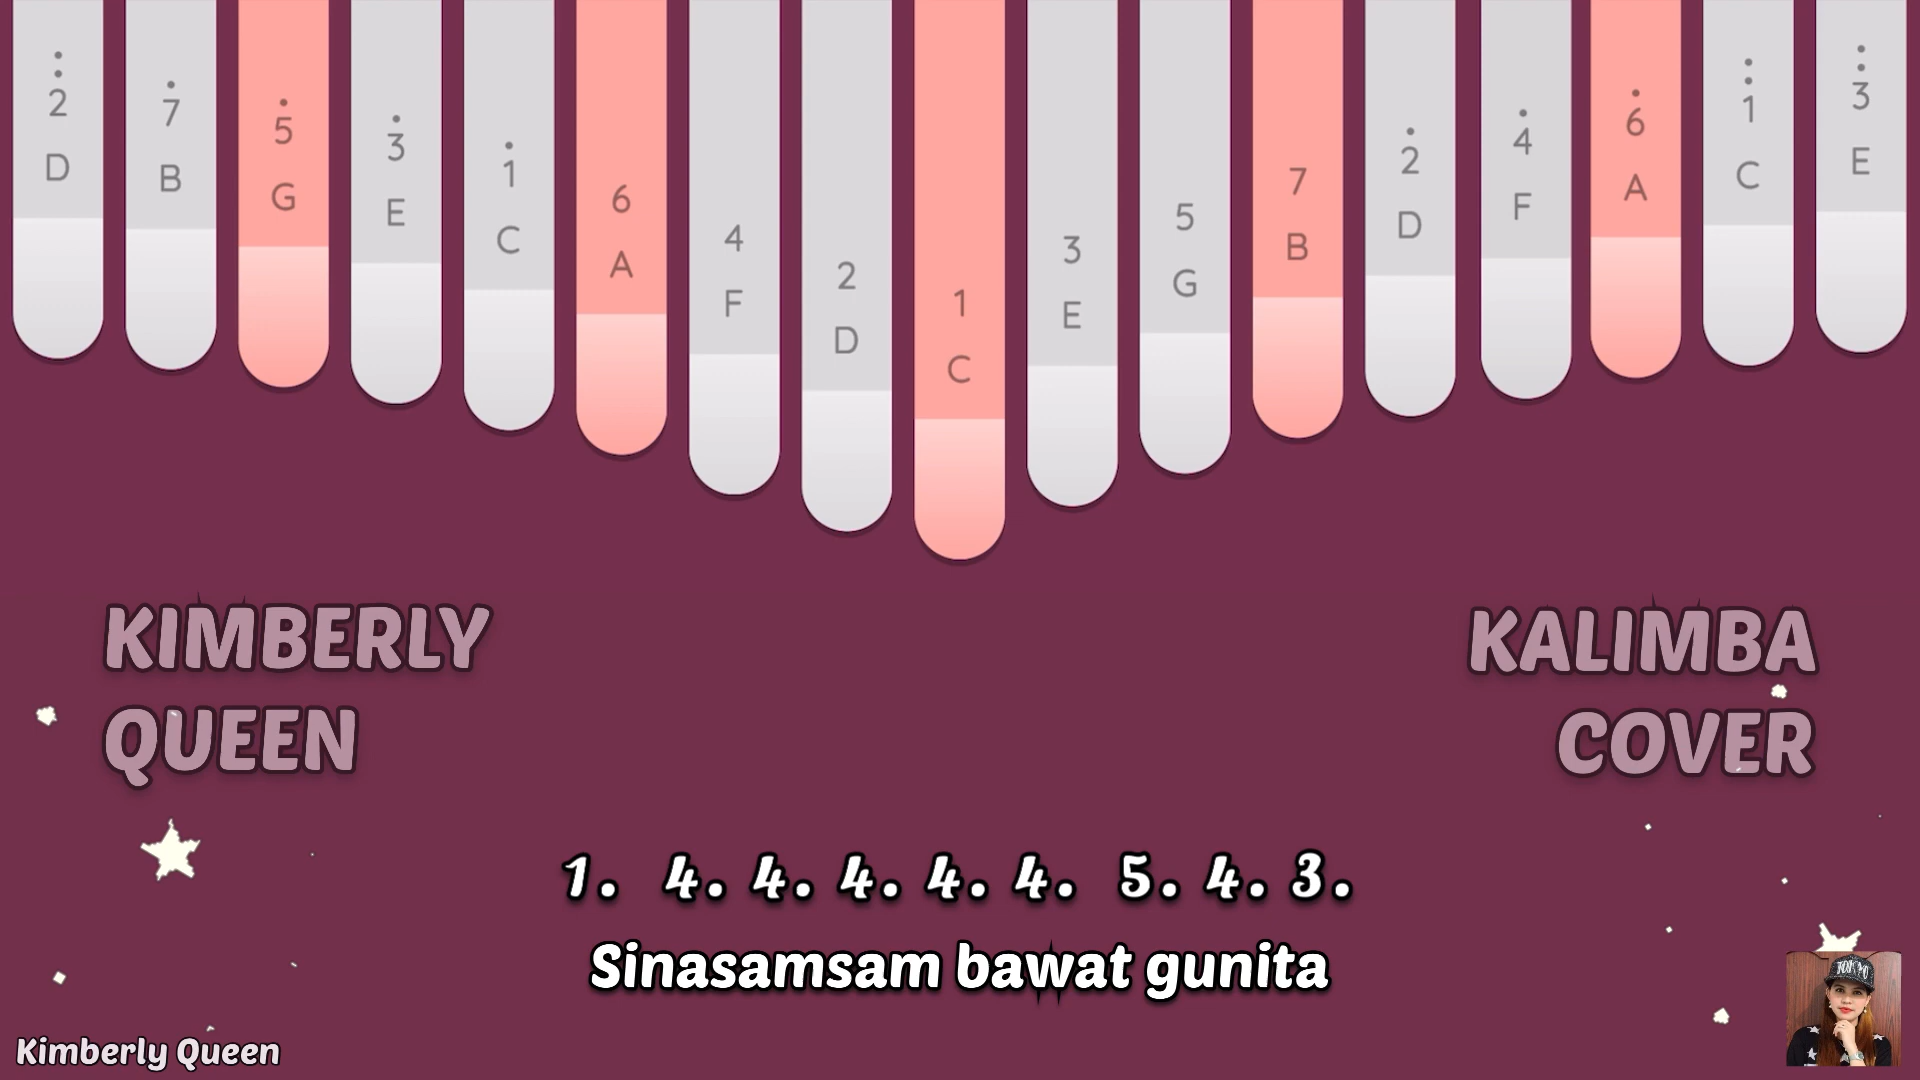 2 7 5 3 1 6 4 2 1 3 5 7 2 4 6 1 3
D B G E C A F D C E G B D F A C E
KIMBERLY
QUEEN
KALIMBA
COVER
1. 4. 4. 4. 4. 4. 5. 4. 3.
Sinasamsam bawat gunita
Kimberly Queen
TOKYO